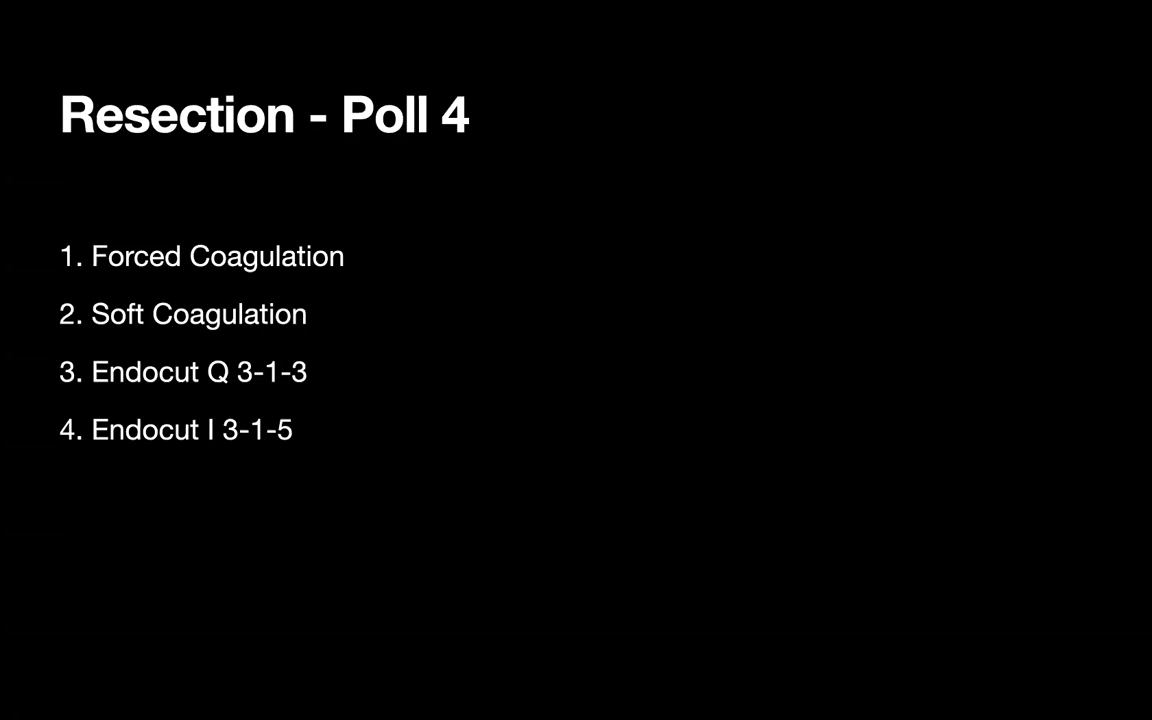 Resection - Poll 4
1. Forced Coagulation
2. Soft Coagulation
3. Endocut Q 3-1-3
4. Endocut I 3-1-5